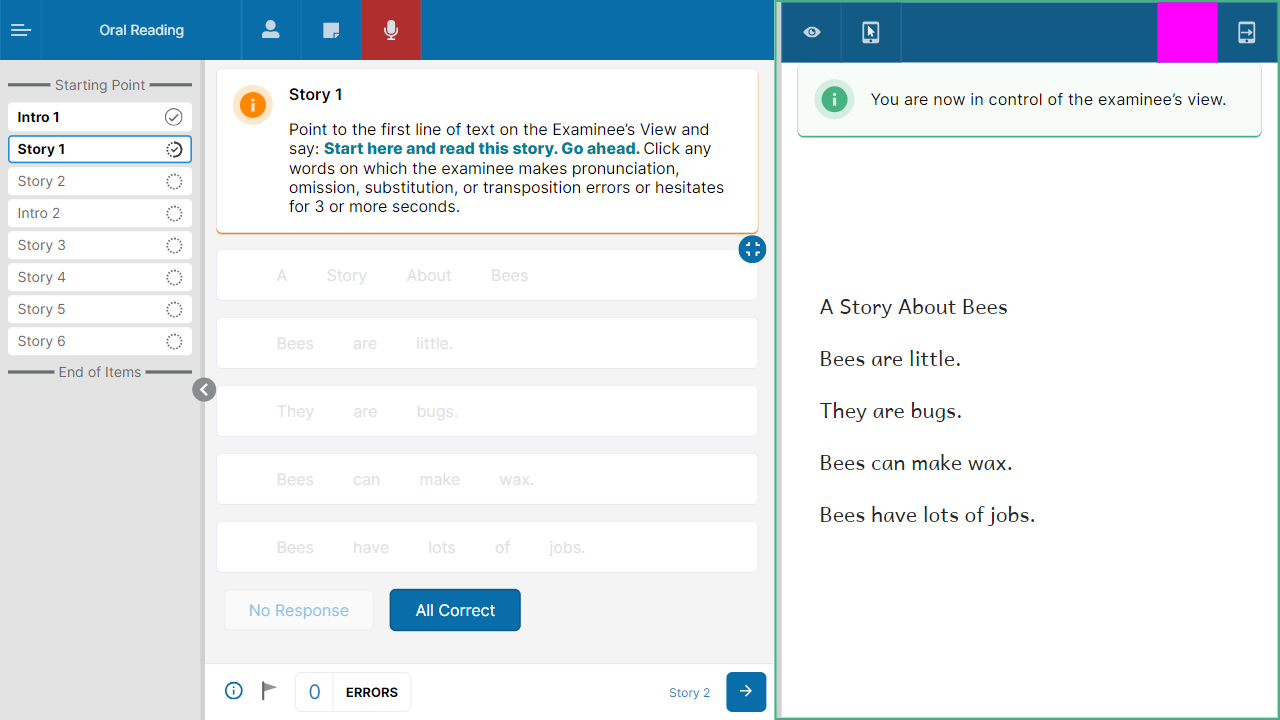 Oral Reading
Starting Point
Intro 1
Story 1
Story 2
Intro 2
Story 3
Story 4
Story 5
Story 6
End of Items
Story 1
Point to the first line of text on the Examinee’s View and
say: Start here and read this story. Go ahead. Click any
words on which the examinee makes pronunciation,
omission, substitution, or transposition errors or hesitates
for 3 or more seconds.
A Story About Bees
Bees are little.
They are bugs.
Bees can make wax.
Bees have lots of jobs.
No Response
All Correct
0 ERRORS
Story 2
You are now in control of the examinee’s view.
A Story About Bees
Bees are little.
They are bugs.
Bees can make wax.
Bees have lots of jobs.